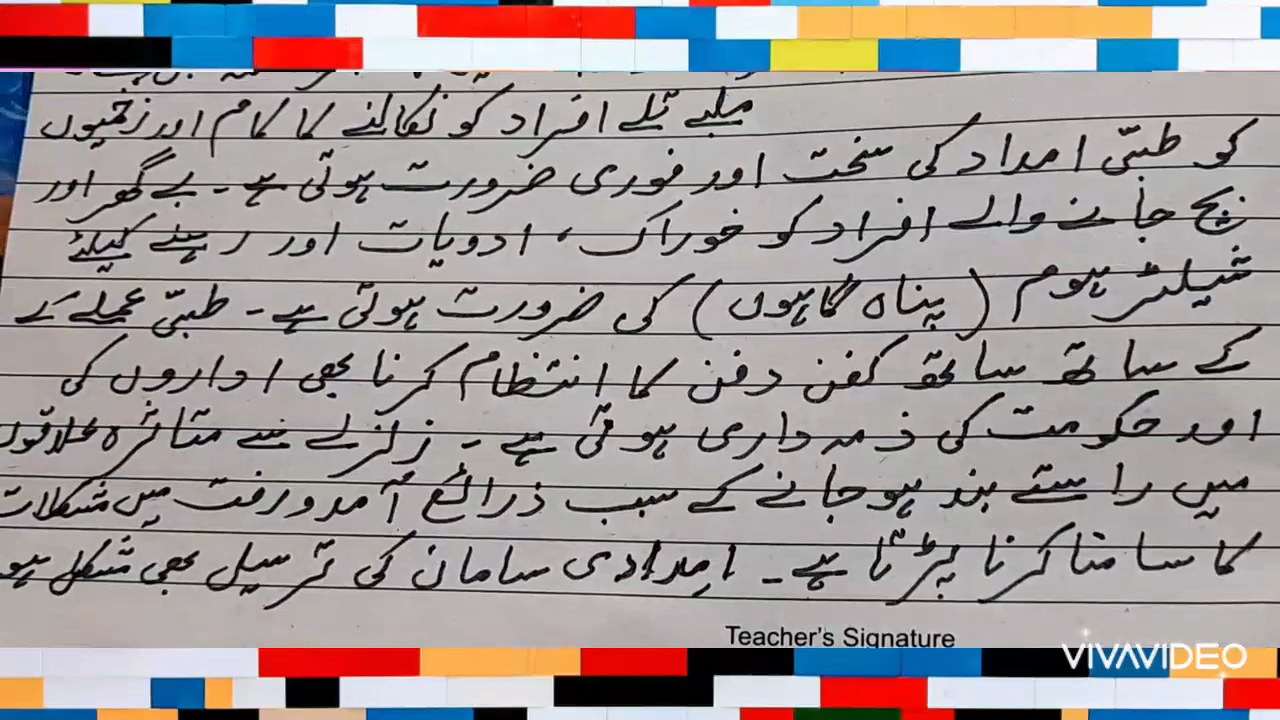 ملبے تلے افراد کو نکالنے کا کام اور زخمیوں
کو طبّی امداد کی سخت اور فوری ضرورت ہوتی ہے۔ بے گھر اور
بچ جانے والے افراد کو خوراک، ادویات اور رہنے کیلئے
شیلٹر ہوم (پناہ گاہوں) کی ضرورت ہوتی ہے۔ طبّی عملے کے
کے ساتھ ساتھ کفن دفن کا انتظام کرنا بھی اداروں کی
اور حکومت کی ذمہ داری ہوتی ہے۔ زلزلے سے متاثرہ علاقوں
میں راستے بند ہو جانے کے سبب ذرائع آمد و رفت میں مشکلات
کا سامنا کرنا پڑتا ہے۔ امدادی سامان کی ترسیل بھی مشکل ہو
Teacher's Signature
VIVAVIDEO